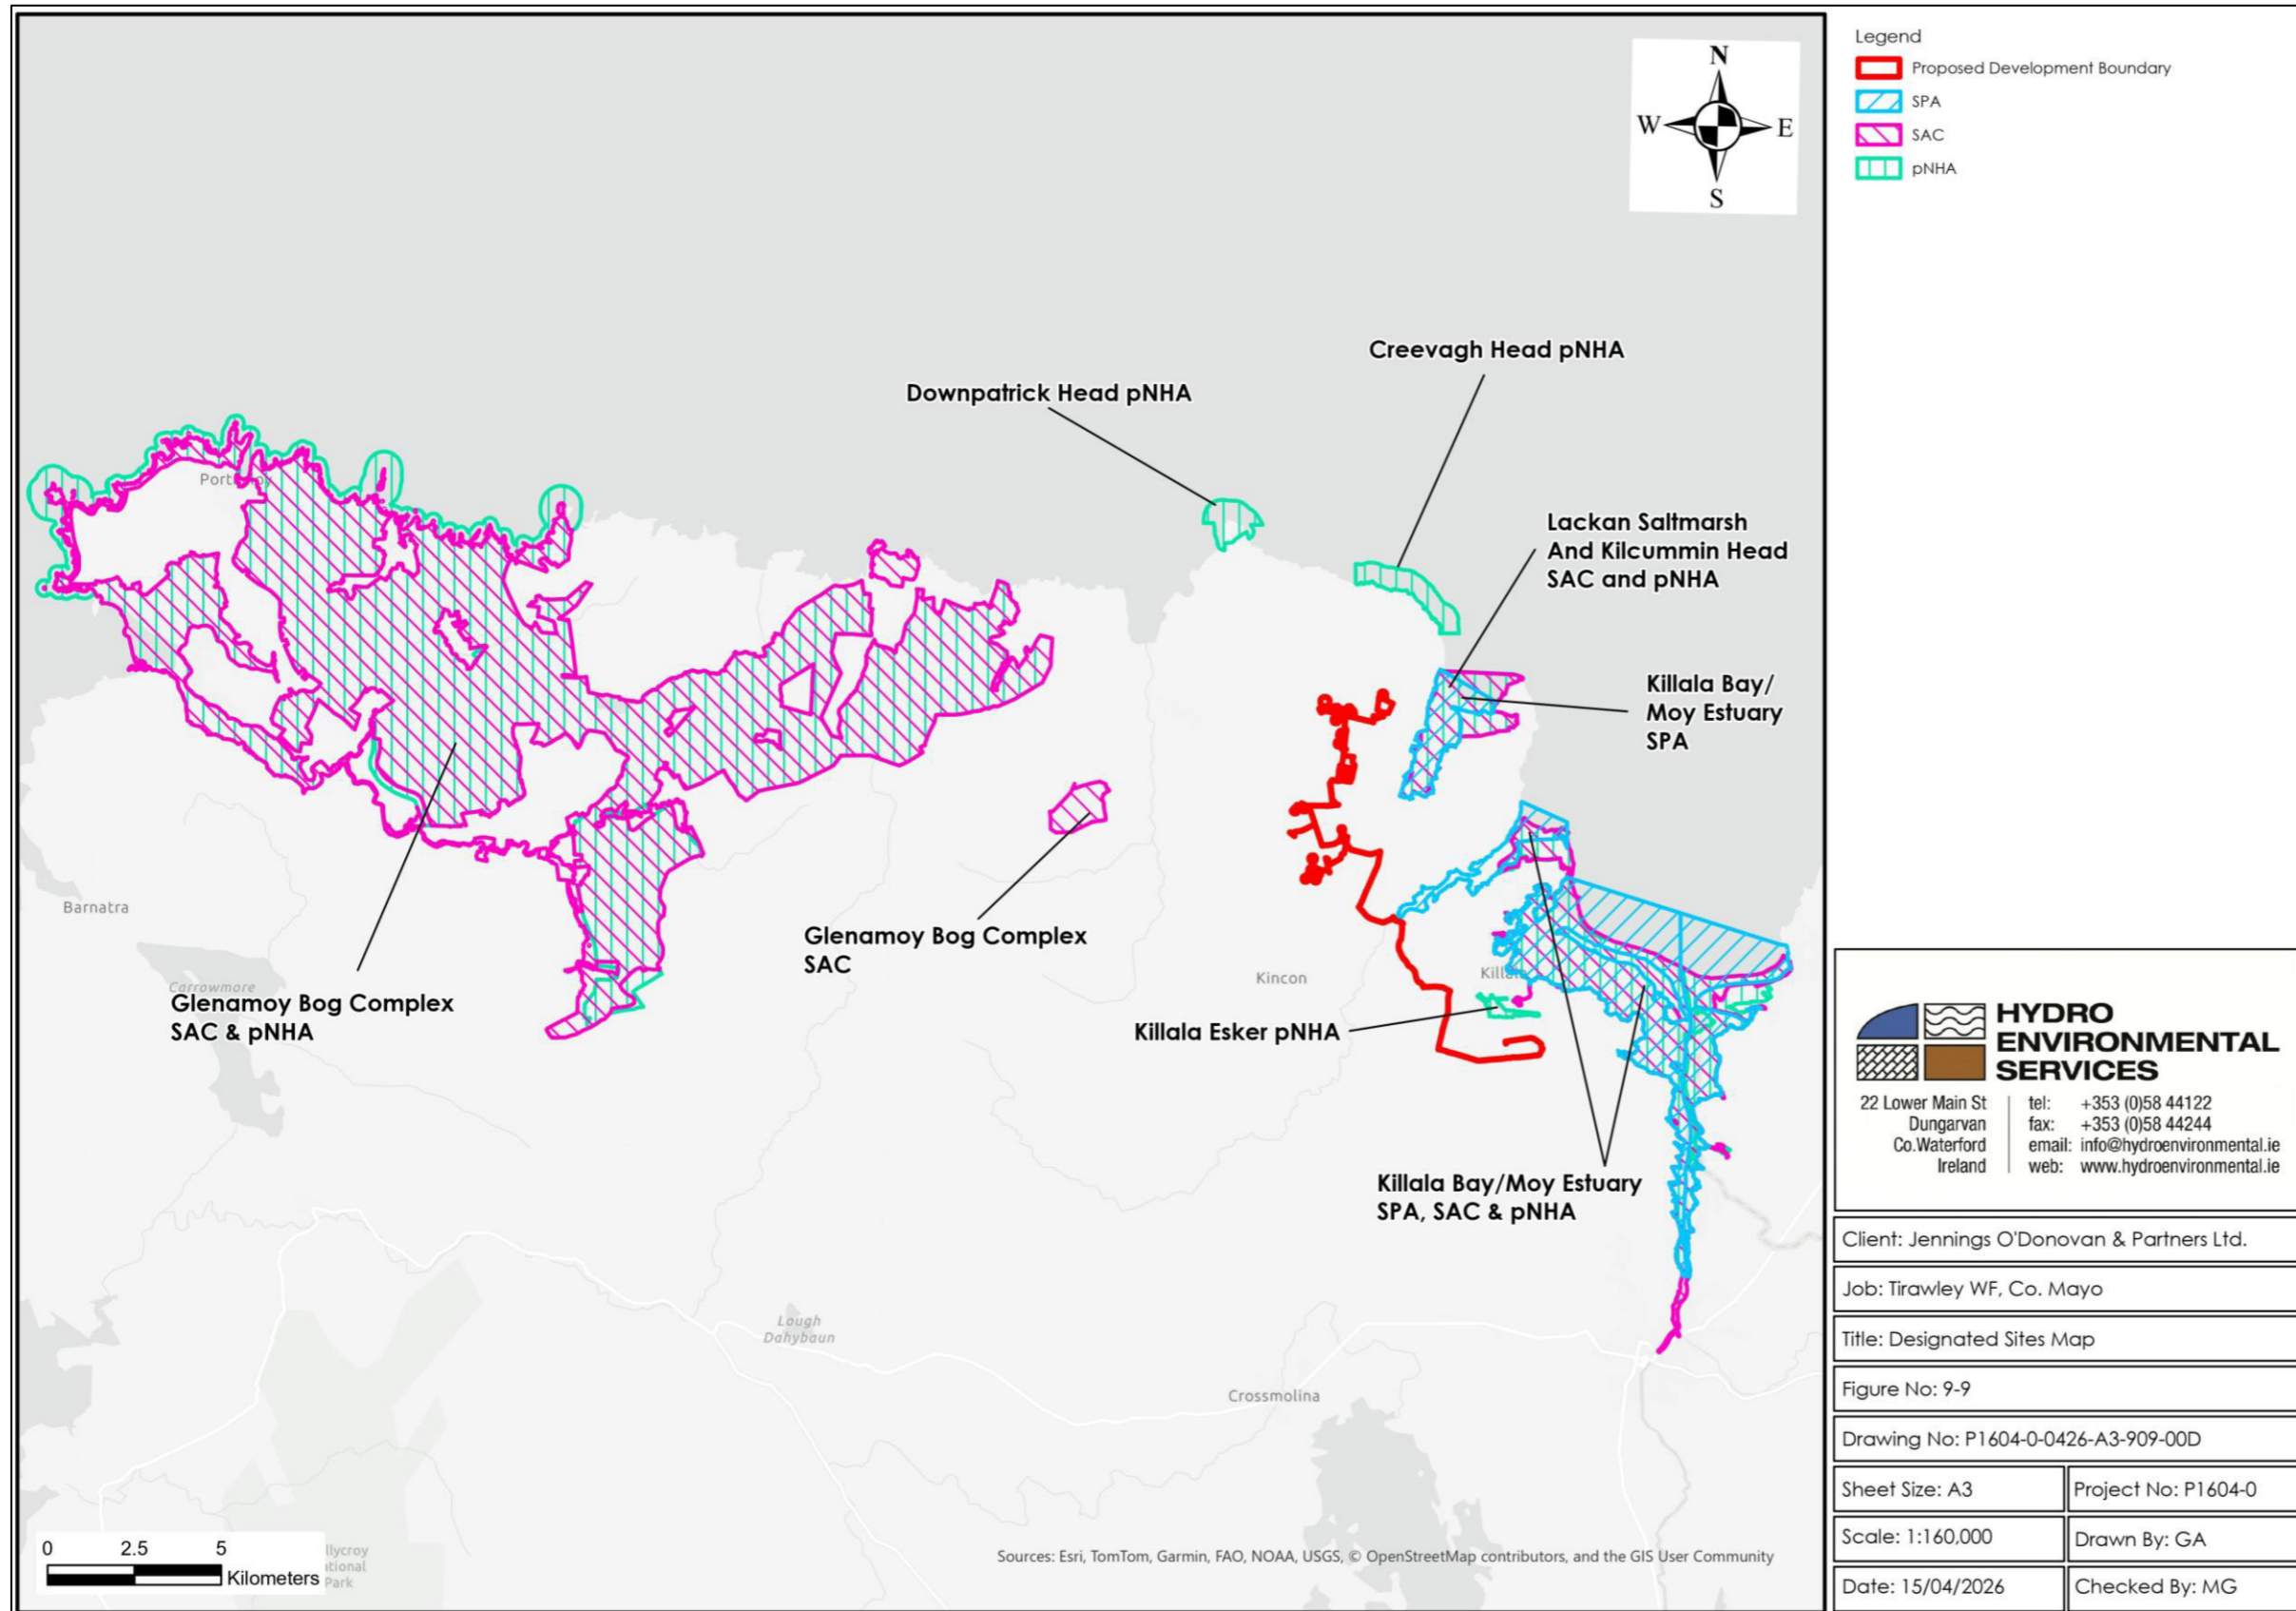 N
W
E
S
Creevagh Head pNHA
Downpatrick Head pNHA
Lackan Saltmarsh
And Kilcummin Head
SAC and pNHA
Killala Bay/
Moy Estuary
SPA
Barnatra
Carrowmore
Glenamoy Bog Complex
SAC & pNHA
Glenamoy Bog Complex
SAC
Kincon
Killala Esker pNHA
Killala Bay/Moy Estuary
SPA, SAC & pNHA
Lough
Dahybaun
Crossmolina
0 2.5 5
Kilometers
Park
Sources: Esri, TomTom, Garmin, FAO, NOAA, USGS, © OpenStreetMap contributors, and the GIS User Community
Legend
Proposed Development Boundary
SPA
SAC
pNHA
HYDRO
ENVIRONMENTAL
SERVICES
22 Lower Main St
Dungarvan
Co.Waterford
Ireland
tel: +353 (0)58 44122
fax: +353 (0)58 44244
email: info@hydroenvironmental.ie
web: www.hydroenvironmental.ie
Client: Jennings O'Donovan & Partners Ltd.
Job: Tirawley WF, Co. Mayo
Title: Designated Sites Map
Figure No: 9-9
Drawing No: P1604-0-0426-A3-909-00D
Sheet Size: A3
Project No: P1604-0
Scale: 1:160,000
Drawn By: GA
Date: 15/04/2026
Checked By: MG